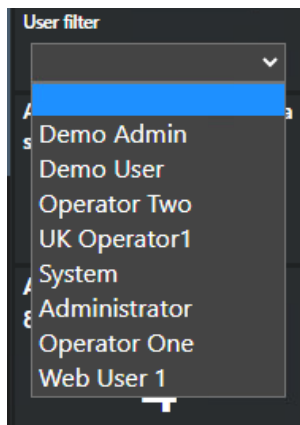 User filter
Demo Admin
Demo User
Operator Two
UK Operator1
System
Administrator
Operator One
Web User 1